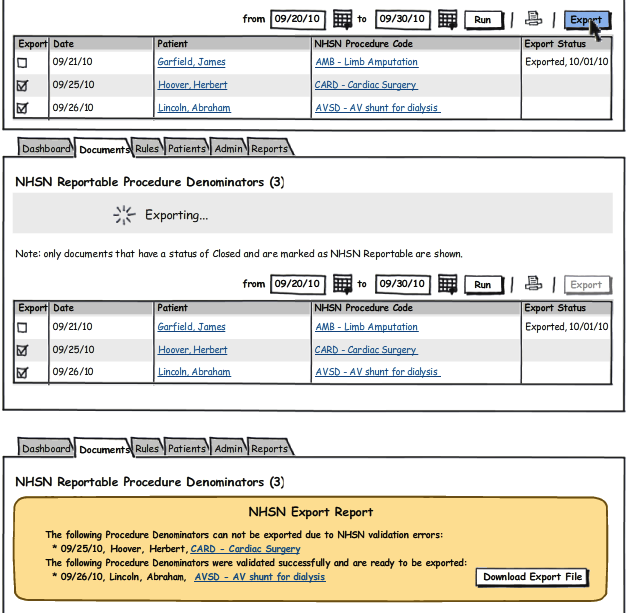 from 09/20/10 to 09/30/10 Run | | Export
Export Date Patient NHSN Procedure Code Export Status
09/21/10 Garfield, James AMB - Limb Amputation Exported, 10/01/10
09/25/10 Hoover, Herbert CARD - Cardiac Surgery
09/26/10 Lincoln, Abraham AVSD - AV shunt for dialysis
Dashboard Documents Rules Patients Admin Reports
NHSN Reportable Procedure Denominators (3)
Exporting...
Note: only documents that have a status of Closed and are marked as NHSN Reportable are shown.
from 09/20/10 to 09/30/10 Run | | Export
Export Date Patient NHSN Procedure Code Export Status
09/21/10 Garfield, James AMB - Limb Amputation Exported, 10/01/10
09/25/10 Hoover, Herbert CARD - Cardiac Surgery
09/26/10 Lincoln, Abraham AVSD - AV shunt for dialysis
Dashboard Documents Rules Patients Admin Reports
NHSN Reportable Procedure Denominators (3)
NHSN Export Report
The following Procedure Denominators can not be exported due to NHSN validation errors:
* 09/25/10, Hoover, Herbert, CARD - Cardiac Surgery
The following Procedure Denominators were validated successfully and are ready to be exported:
* 09/26/10, Lincoln, Abraham, AVSD - AV shunt for dialysis
Download Export File